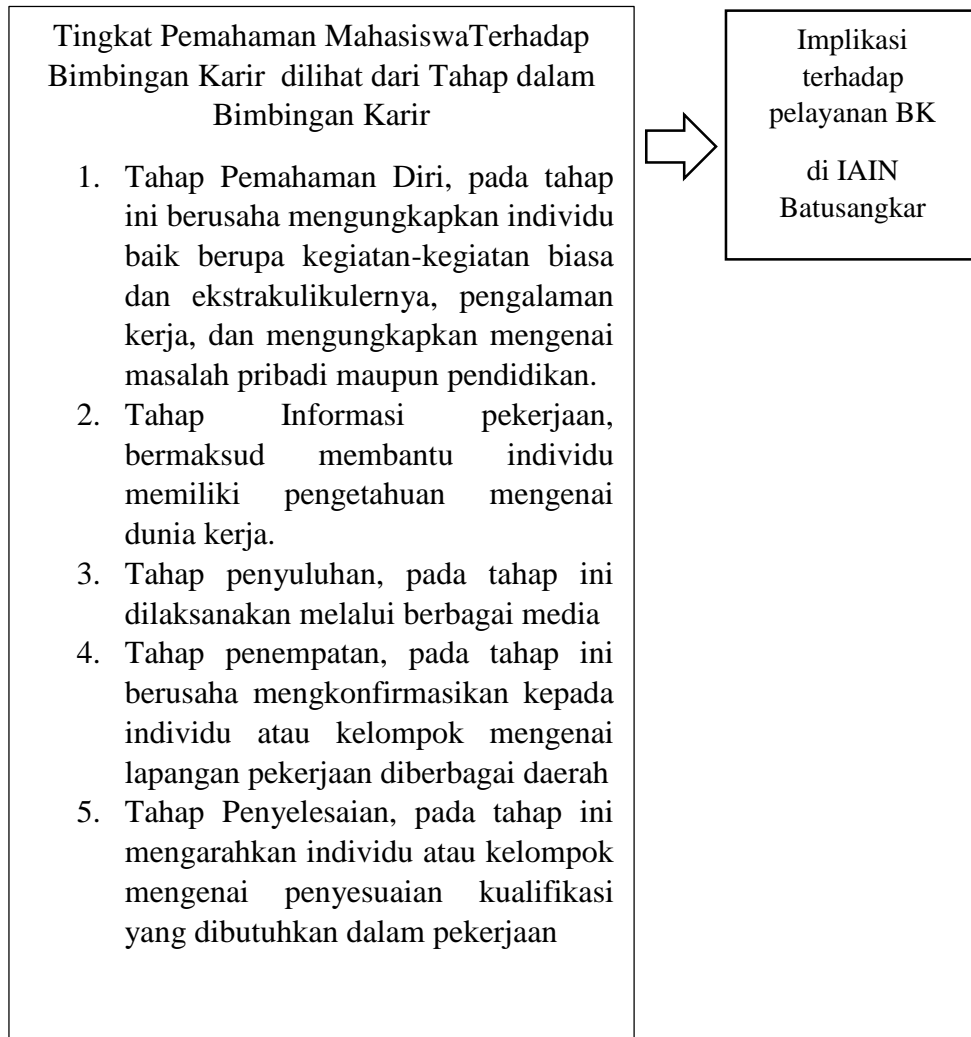 Tingkat Pemahaman MahasiswaTerhadap
Bimbingan Karir dilihat dari Tahap dalam
Bimbingan Karir
1. Tahap Pemahaman Diri, pada tahap
ini berusaha mengungkapkan individu
baik berupa kegiatan-kegiatan biasa
dan ekstrakulikulernya, pengalaman
kerja, dan mengungkapkan mengenai
masalah pribadi maupun pendidikan.
2. Tahap Informasi pekerjaan,
bermaksud membantu individu
memiliki pengetahuan mengenai
dunia kerja.
3. Tahap penyuluhan, pada tahap ini
dilaksanakan melalui berbagai media
4. Tahap penempatan, pada tahap ini
berusaha mengkonfirmasikan kepada
individu atau kelompok mengenai
lapangan pekerjaan diberbagai daerah
5. Tahap Penyelesaian, pada tahap ini
mengarahkan individu atau kelompok
mengenai penyesuaian kualifikasi
yang dibutuhkan dalam pekerjaan
Implikasi
terhadap
pelayanan BK
di IAIN
Batusangkar